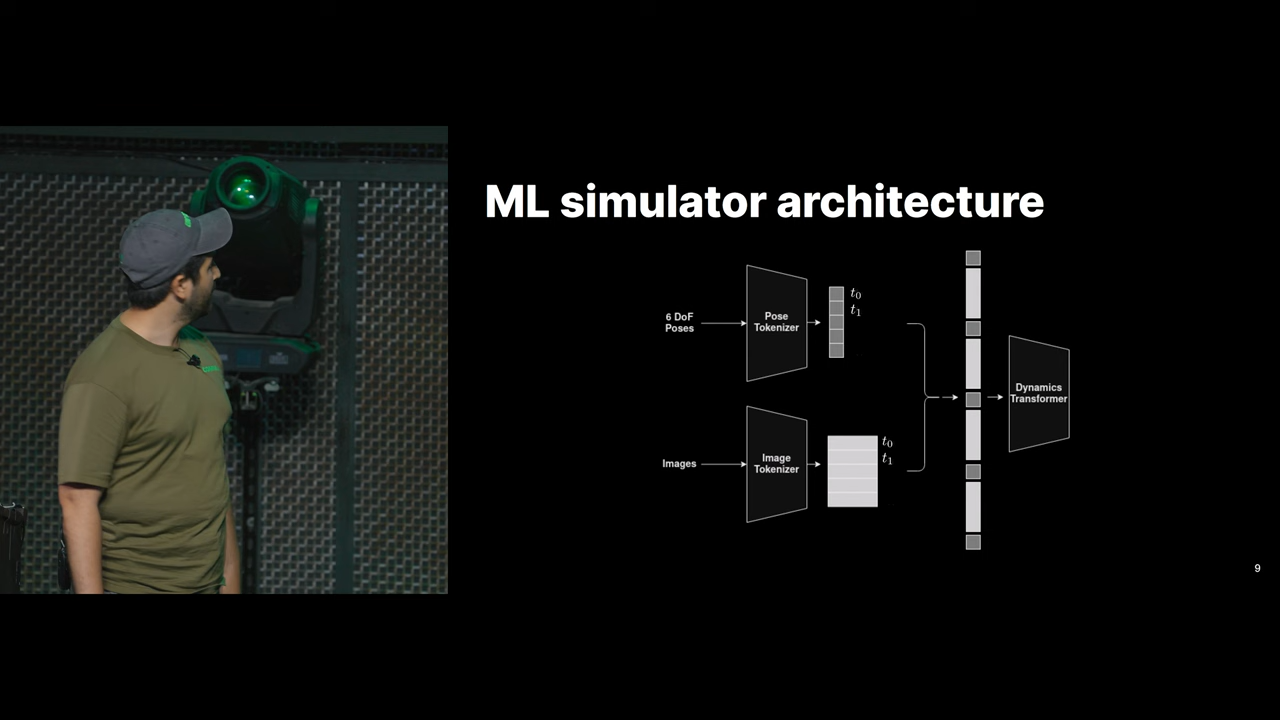 ML simulator architecture
6 DoF
Poses
Pose
Tokenizer
t0
t1
Images
Image
Tokenizer
t0
t1
Dynamics
Transformer
9